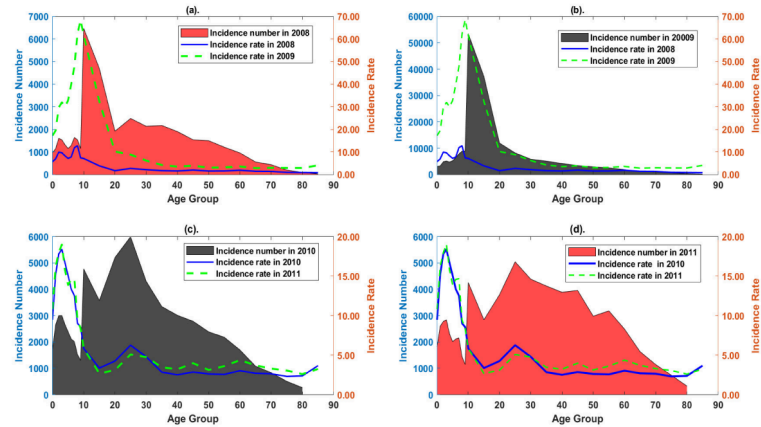 (a).
7000
6000
5000
4000
3000
2000
1000
0
Incidence Number
70.00
60.00
50.00
40.00
30.00
20.00
10.00
0.00
Incidence Rate
Incidence number in 2008
Incidence rate in 2008
Incidence rate in 2009
0 10 20 30 40 50 60 70 80 90
Age Group
(b).
60000
50000
40000
30000
20000
10000
0
Incidence Number
70.00
60.00
50.00
40.00
30.00
20.00
10.00
0.00
Incidence Rate
Incidence number in 20009
Incidence rate in 2008
Incidence rate in 2009
0 10 20 30 40 50 60 70 80 90
Age Group
(c).
6000
5000
4000
3000
2000
1000
0
Incidence Number
20.00
15.00
10.00
5.00
0.00
Incidence Rate
Incidence number in 2010
Incidence rate in 2010
Incidence rate in 2011
0 10 20 30 40 50 60 70 80 90
Age Group
(d).
6000
5000
4000
3000
2000
1000
0
Incidence Number
20.00
15.00
10.00
5.00
0.00
Incidence Rate
Incidence number in 2011
Incidence rate in 2010
Incidence rate in 2011
0 10 20 30 40 50 60 70 80 90
Age Group